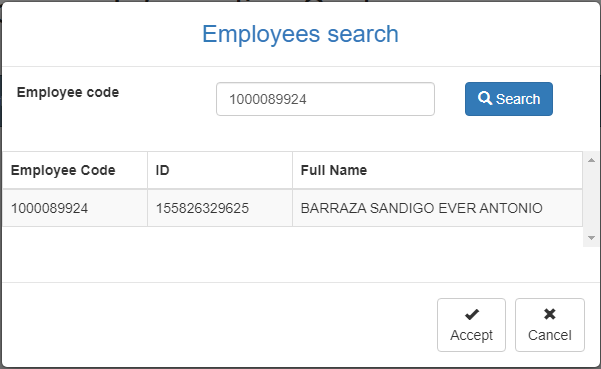 Employees search
Employee code 1000089924 Search
Employee Code ID Full Name
1000089924 155826329625 BARRAZA SANDIGO EVER ANTONIO
Accept Cancel